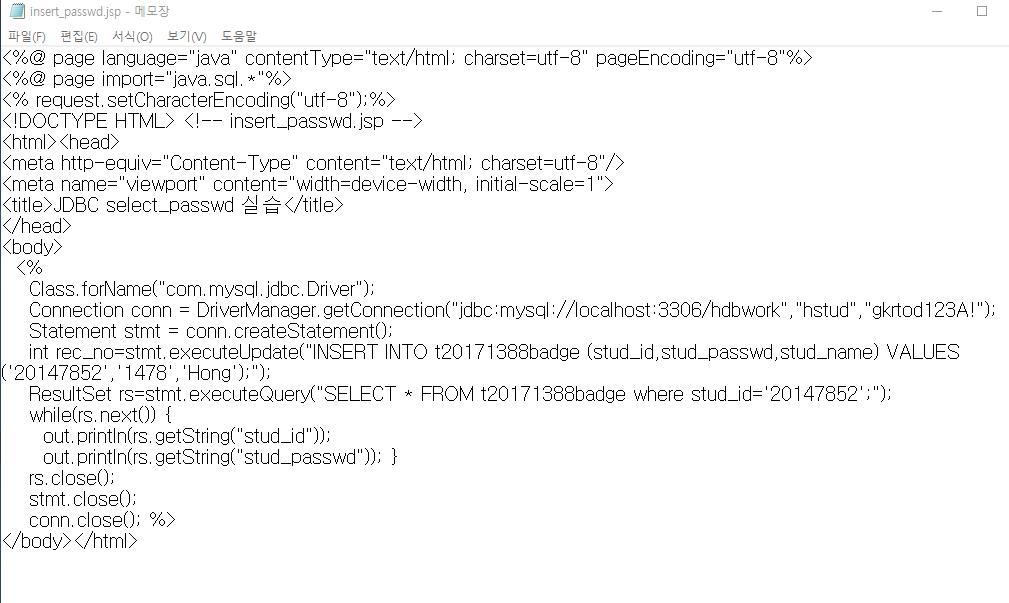 insert_passwd.jsp - 메모장
파일(F) 편집(E) 서식(O) 보기(V) 도움말
<%@ page language="java" contentType="text/html; charset=utf-8" pageEncoding="utf-8"%>
<%@ page import="java.sql.*"%>
<% request.setCharacterEncoding("utf-8");%>
<!DOCTYPE HTML> <!-- insert_passwd.jsp -->
<html><head>
<meta http-equiv="Content-Type" content="text/html; charset=utf-8"/>
<meta name="viewport" content="width=device-width, initial-scale=1">
<title>JDBC select_passwd 실습</title>
</head>
<body>
<%
Class.forName("com.mysql.jdbc.Driver");
Connection conn = DriverManager.getConnection("jdbc:mysql://localhost:3306/hdbwork","hstud","gkrtod123A!");
Statement stmt = conn.createStatement();
int rec_no=stmt.executeUpdate("INSERT INTO t20171388badge (stud_id,stud_passwd,stud_name) VALUES
('20147852','1478','Hong');");
ResultSet rs=stmt.executeQuery("SELECT * FROM t20171388badge where stud_id='20147852';");
while(rs.next()) {
out.println(rs.getString("stud_id"));
out.println(rs.getString("stud_passwd")); }
rs.close();
stmt.close();
conn.close(); %>
</body></html>